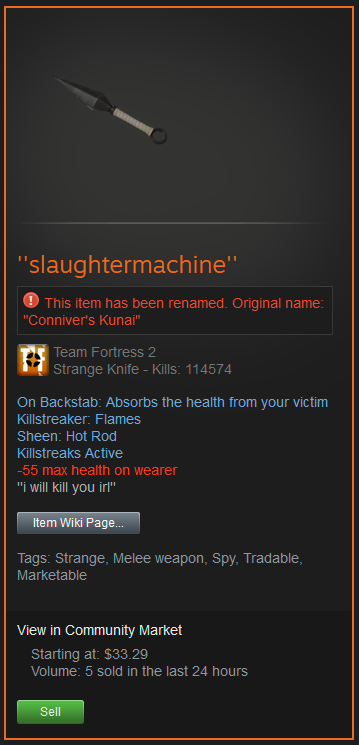 "slaughtermachine"
This item has been renamed. Original name:
"Conniver's Kunai"
Team Fortress 2
Strange Knife - Kills: 114574
On Backstab: Absorbs the health from your victim
Killstreaker: Flames
Sheen: Hot Rod
Killstreaks Active
-55 max health on wearer
"i will kill you irl"
Item Wiki Page...
Tags: Strange, Melee weapon, Spy, Tradable,
Marketable
View in Community Market
Starting at: $33.29
Volume: 5 sold in the last 24 hours
Sell